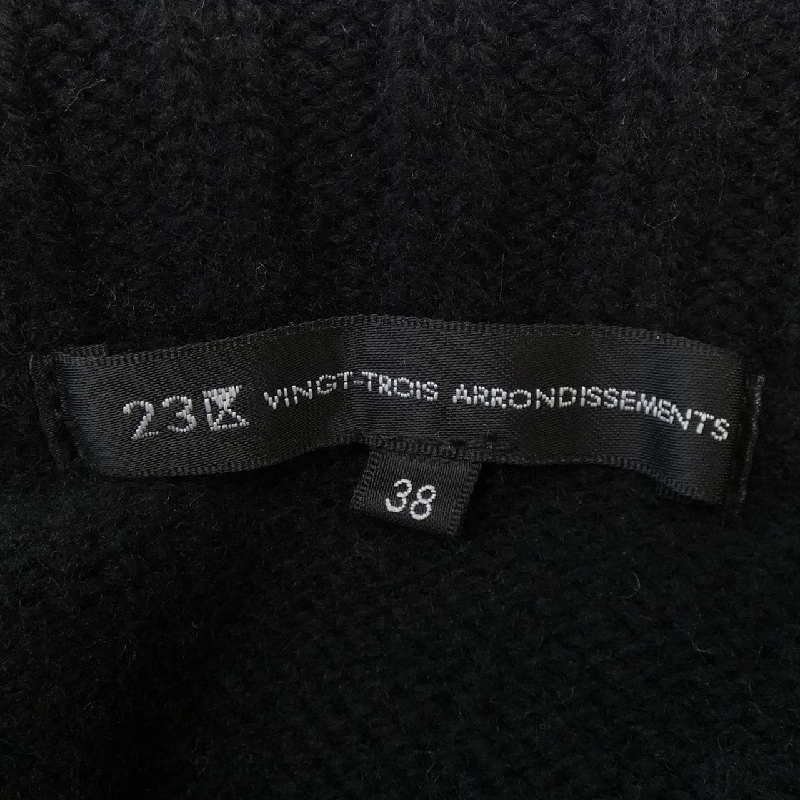 23区 VINGT-TROIS ARRONDISSEMENTS
38